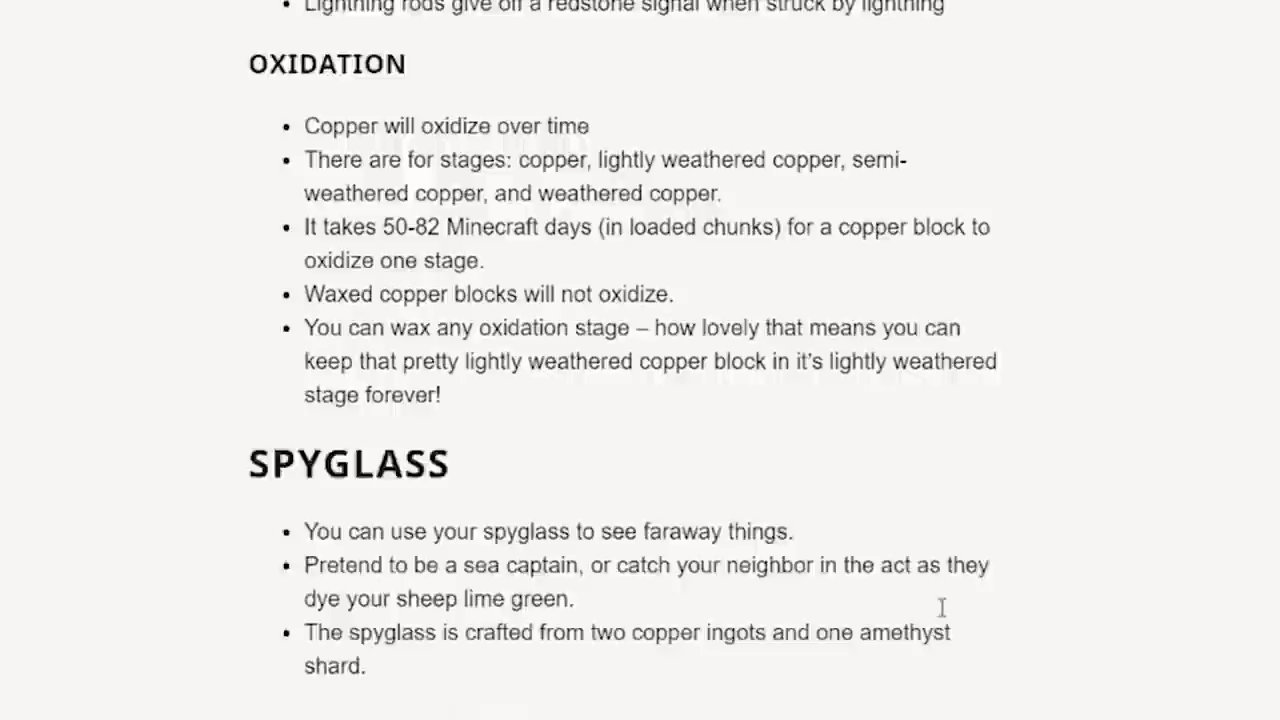 Lightning rods give off a redstone signal when struck by lightning
OXIDATION
Copper will oxidize over time
There are for stages: copper, lightly weathered copper, semi-
weathered copper, and weathered copper.
It takes 50-82 Minecraft days (in loaded chunks) for a copper block to
oxidize one stage.
Waxed copper blocks will not oxidize.
You can wax any oxidation stage – how lovely that means you can
keep that pretty lightly weathered copper block in it's lightly weathered
stage forever!
SPYGLASS
You can use your spyglass to see faraway things.
Pretend to be a sea captain, or catch your neighbor in the act as they
dye your sheep lime green.
The spyglass is crafted from two copper ingots and one amethyst
shard.